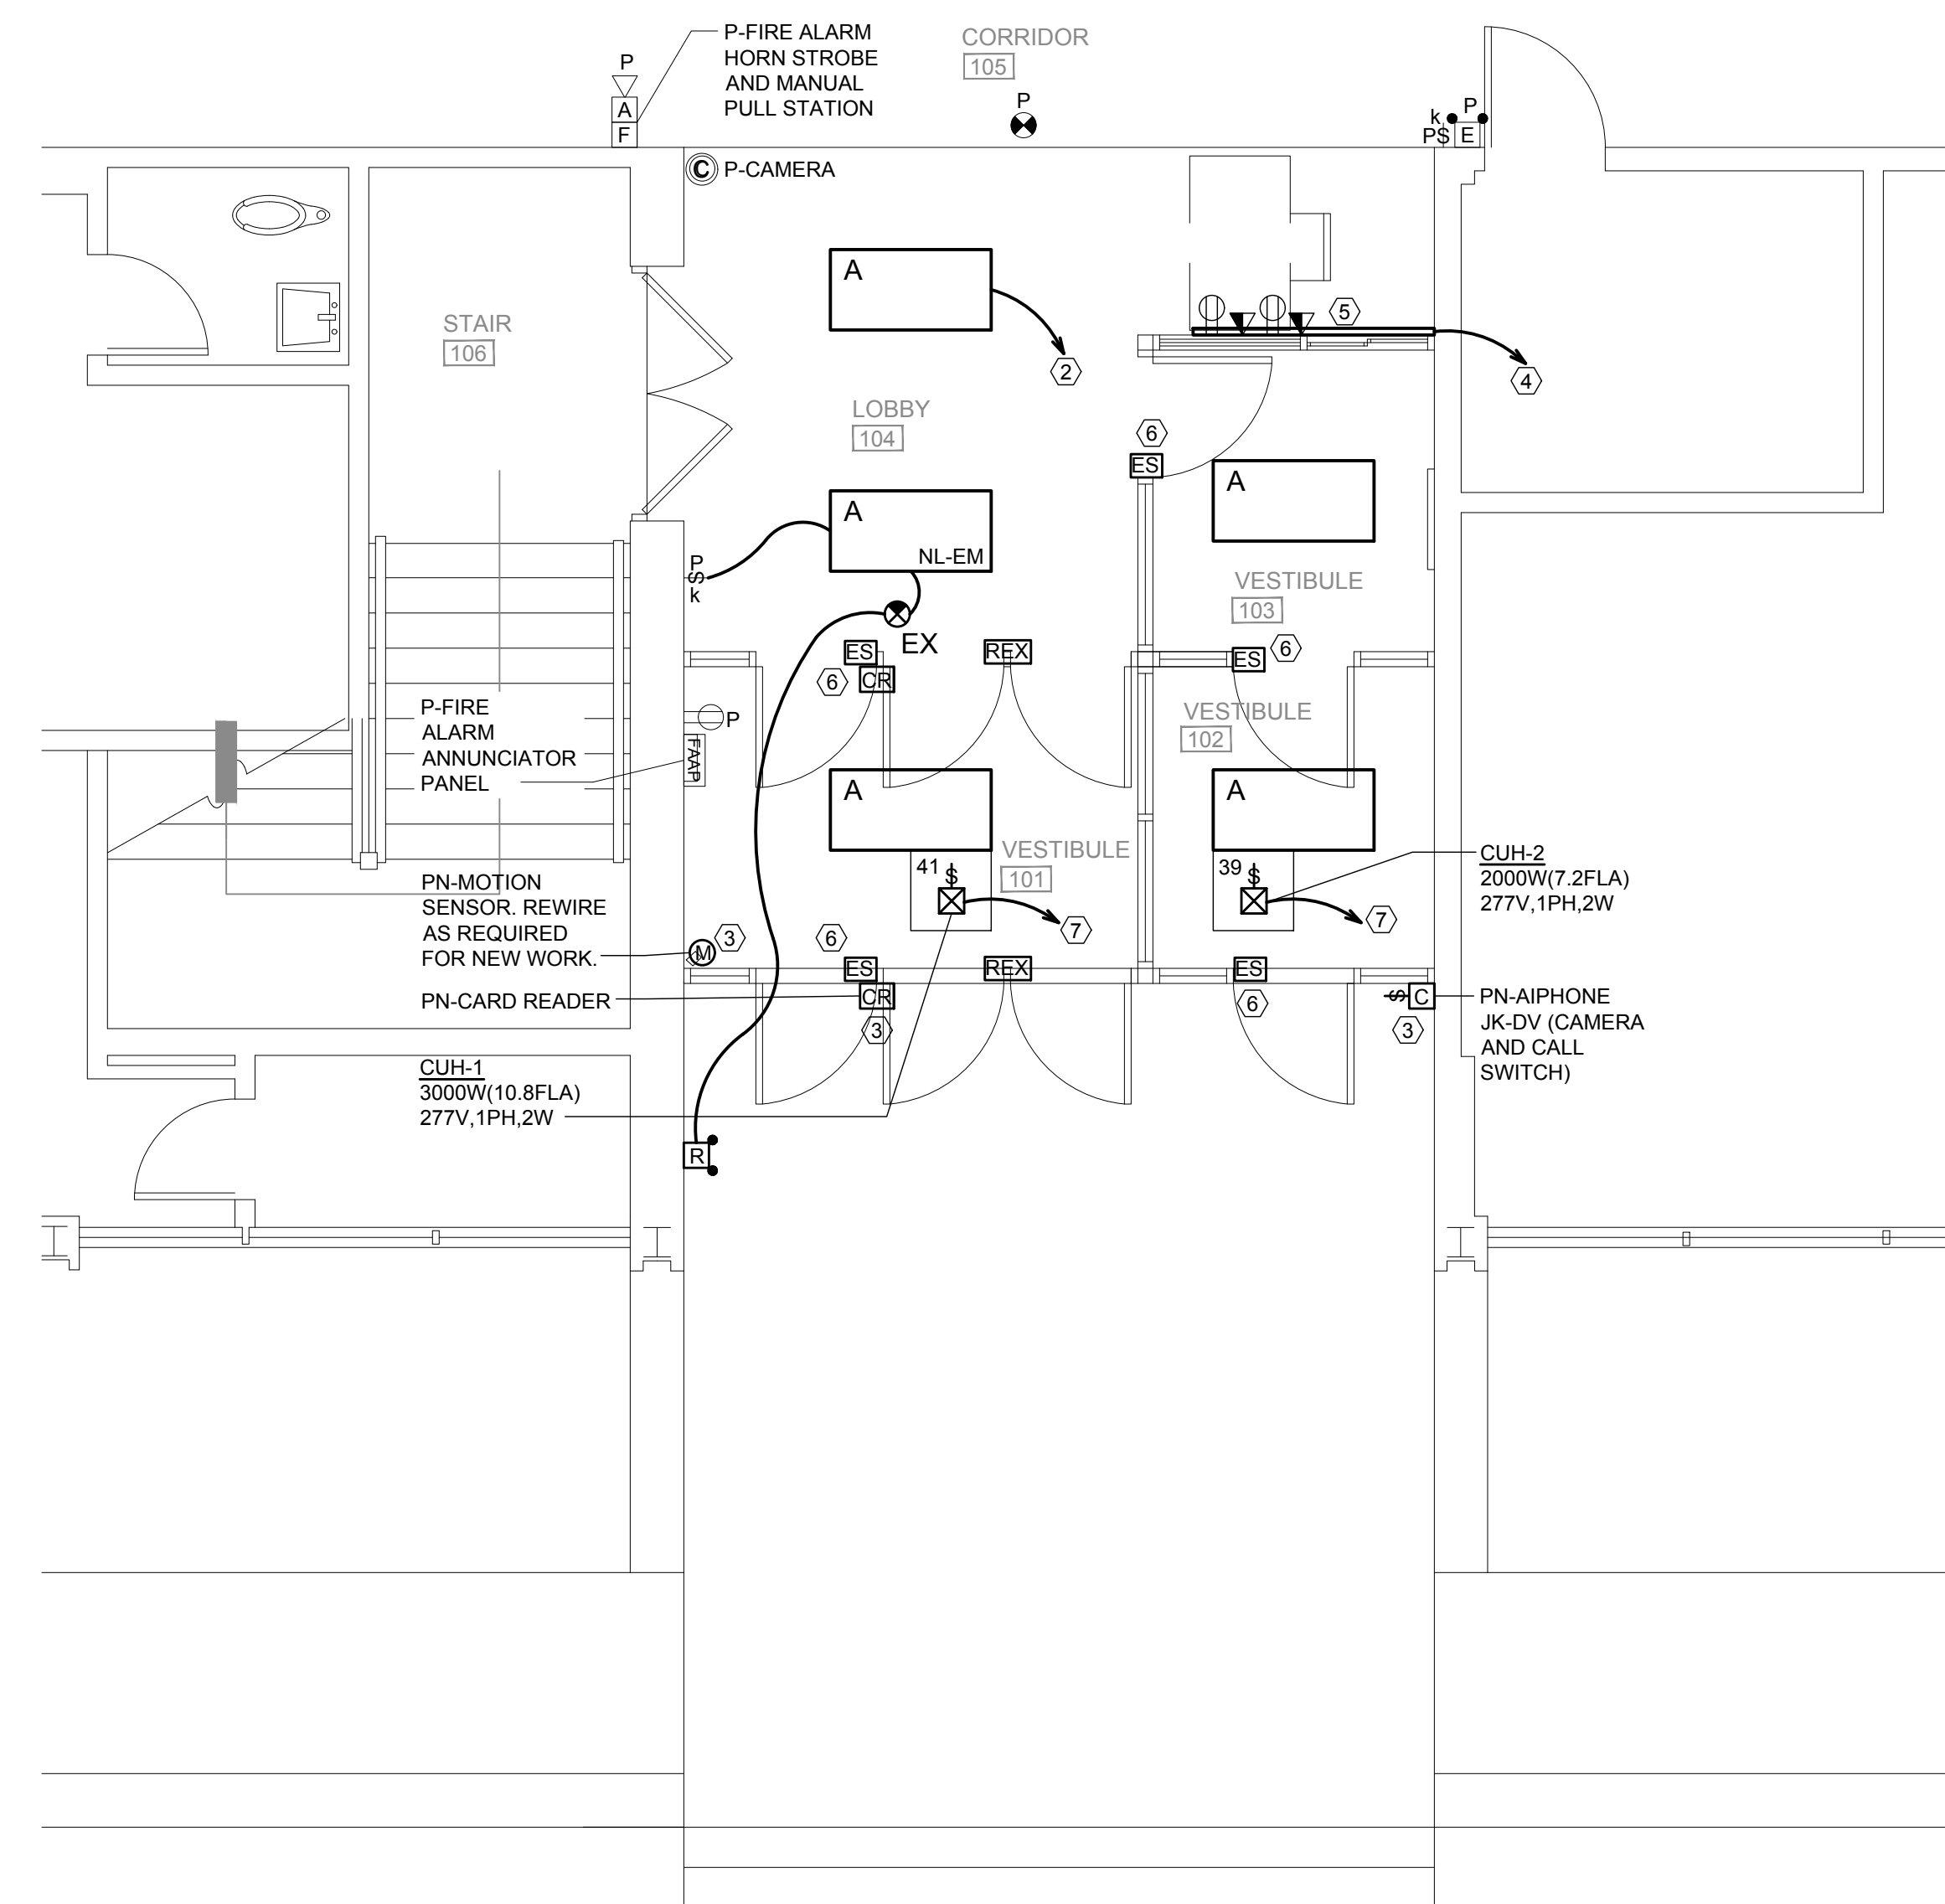 P-FIRE ALARM
HORN STROBE
AND MANUAL
PULL STATION
CORRIDOR
105
P
A
F
P
k
P
P$
E
C
P-CAMERA
A
2
5
4
STAIR
106
LOBBY
104
6
ES
A
A
NL-EM
P
S
k
EX
VESTIBULE
103
ES
REX
6
CR
ES
6
VESTIBULE
102
P
FAAP
P-FIRE
ALARM
ANNUNCIATOR
PANEL
A
A
VESTIBULE
101
41
$
39
$
7
7
CUH-2
2000W(7.2FLA)
277V,1PH,2W
PN-MOTION
SENSOR. REWIRE
AS REQUIRED
FOR NEW WORK.
M
3
6
ES
REX
ES
6
PN-CARD READER
CR
3
$
C
3
PN-AIPHONE
JK-DV (CAMERA
AND CALL
SWITCH)
CUH-1
3000W(10.8FLA)
277V,1PH,2W
R